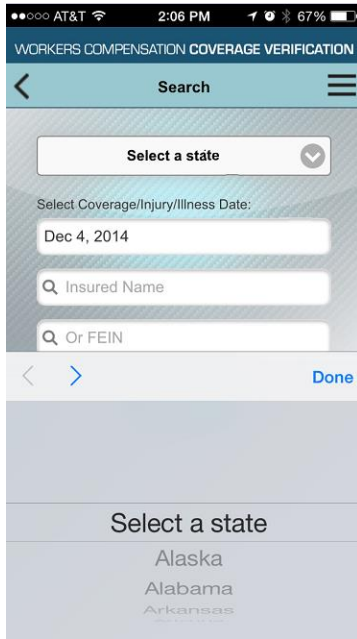 AT&T 2:06 PM 67%
WORKERS COMPENSATION COVERAGE VERIFICATION
Search
Select a state
Select Coverage/Injury/Illness Date:
Dec 4, 2014
Insured Name
Or FEIN
Done
Select a state
Alaska
Alabama
Arkansas